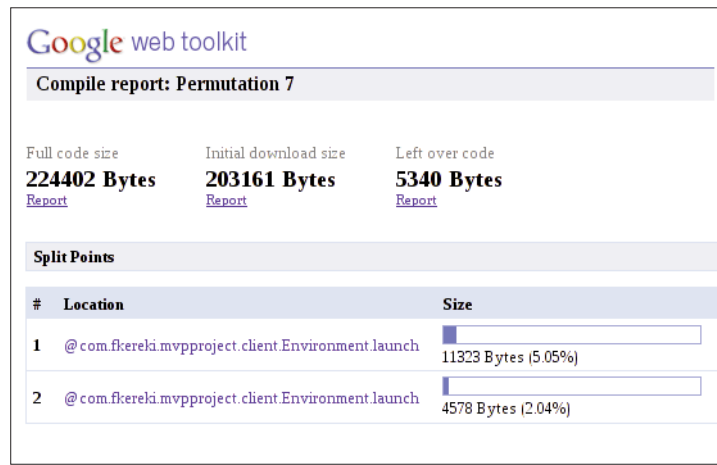 Google web toolkit
Compile report: Permutation 7
Full code size Initial download size Left over code
224402 Bytes 203161 Bytes 5340 Bytes
Report Report Report
Split Points
# Location Size
1 @com.fkereki.mvpproject.client.Environment.launch 11323 Bytes (5.05%)
2 @com.fkereki.mvpproject.client.Environment.launch 4578 Bytes (2.04%)